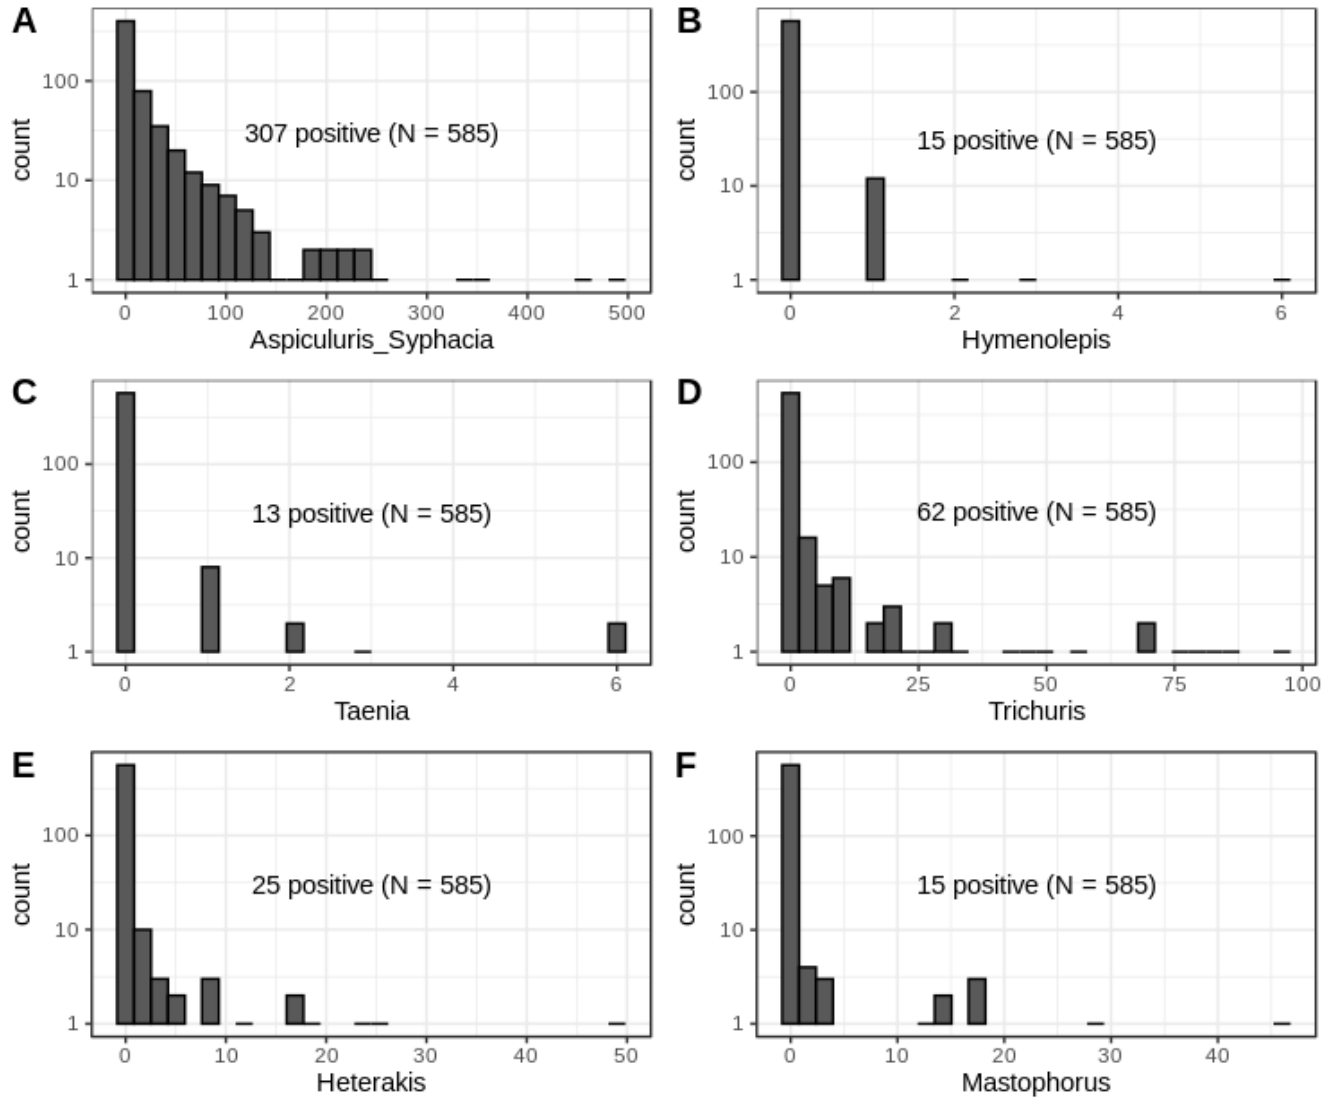 A
B
count
100
10
1
307 positive (N = 585)
0 100 200 300 400 500
Aspiculuris_Syphacia
count
100
10
1
15 positive (N = 585)
0 2 4 6
Hymenolepis
C
D
count
100
10
1
13 positive (N = 585)
0 2 4 6
Taenia
count
100
10
1
62 positive (N = 585)
0 25 50 75 100
Trichuris
E
F
count
100
10
1
25 positive (N = 585)
0 10 20 30 40 50
Heterakis
count
100
10
1
15 positive (N = 585)
0 10 20 30 40
Mastophorus